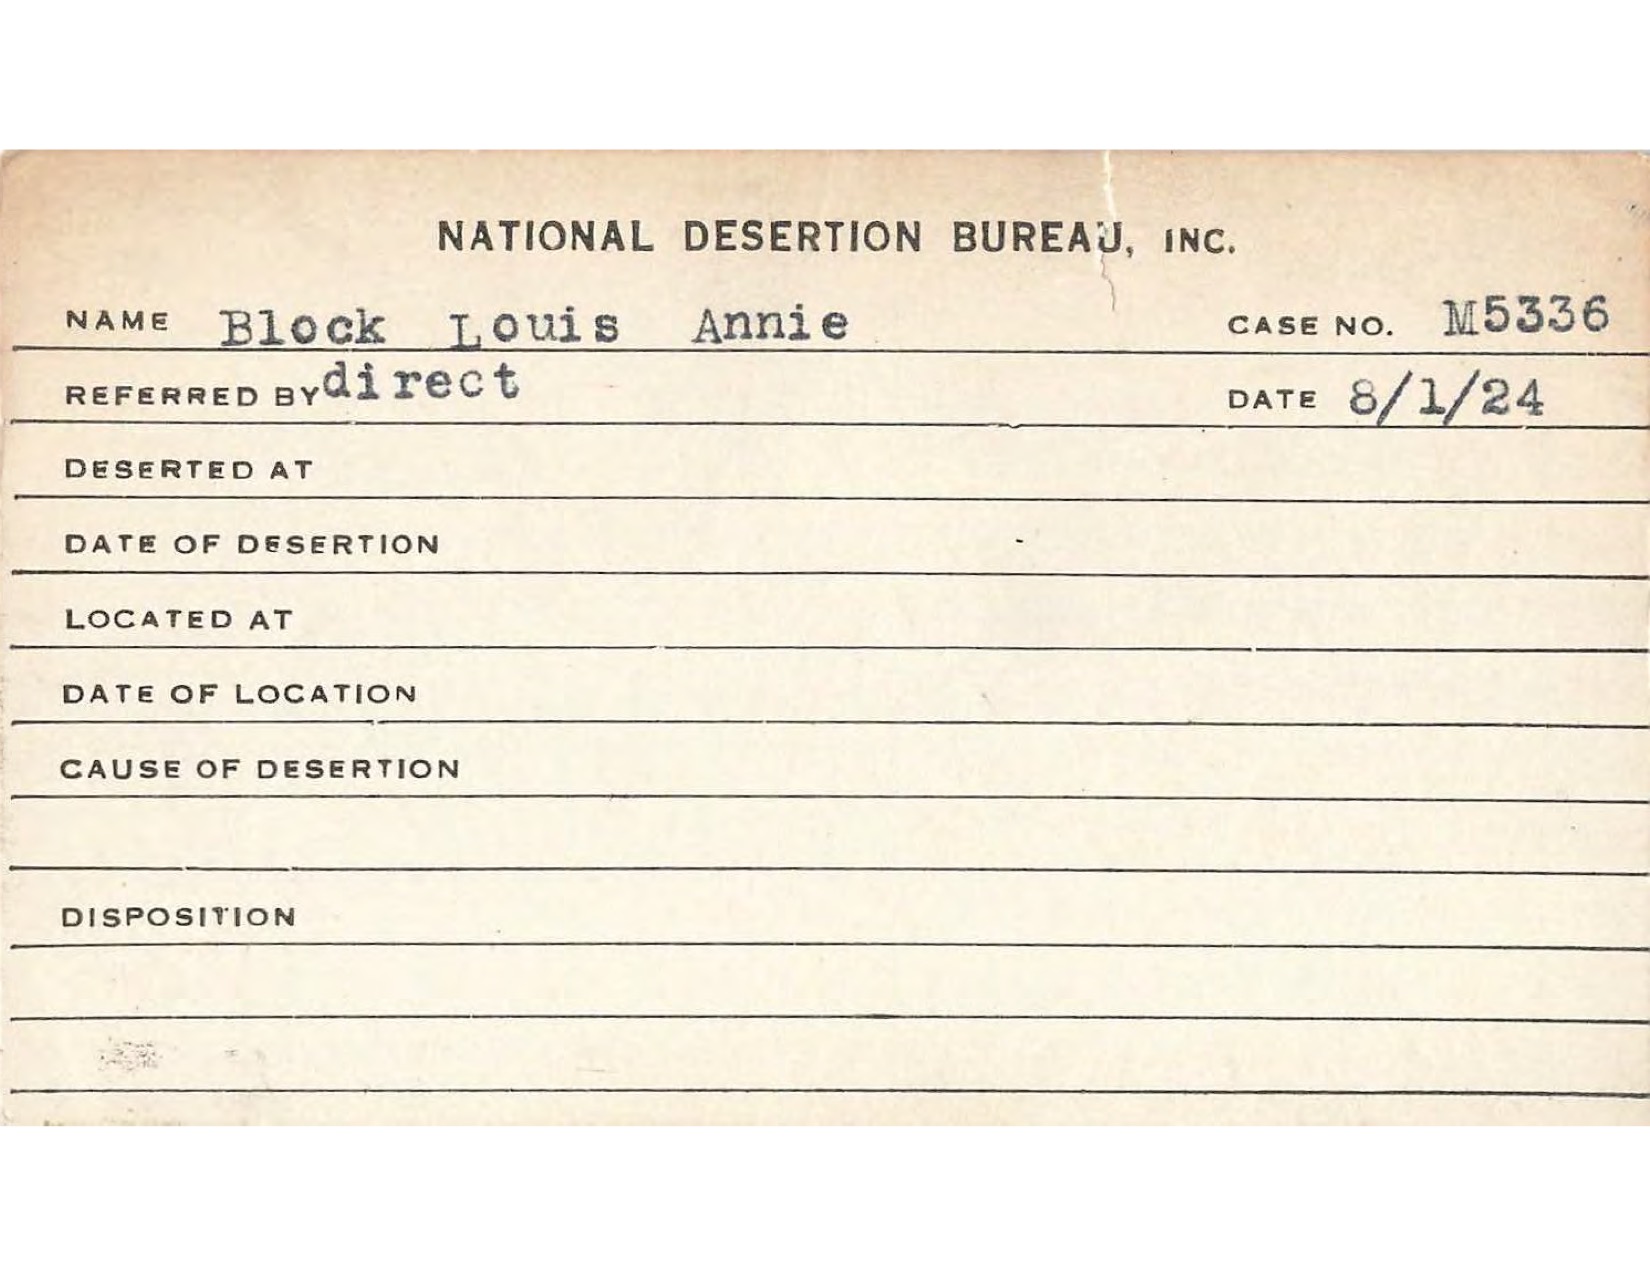 NATIONAL DESERTION BUREAU, INC.
NAME Block Louis Annie CASE NO. M5336
REFERRED BY direct DATE 8/1/24
DESERTED AT
DATE OF DESERTION
LOCATED AT
DATE OF LOCATION
CAUSE OF DESERTION
DISPOSITION